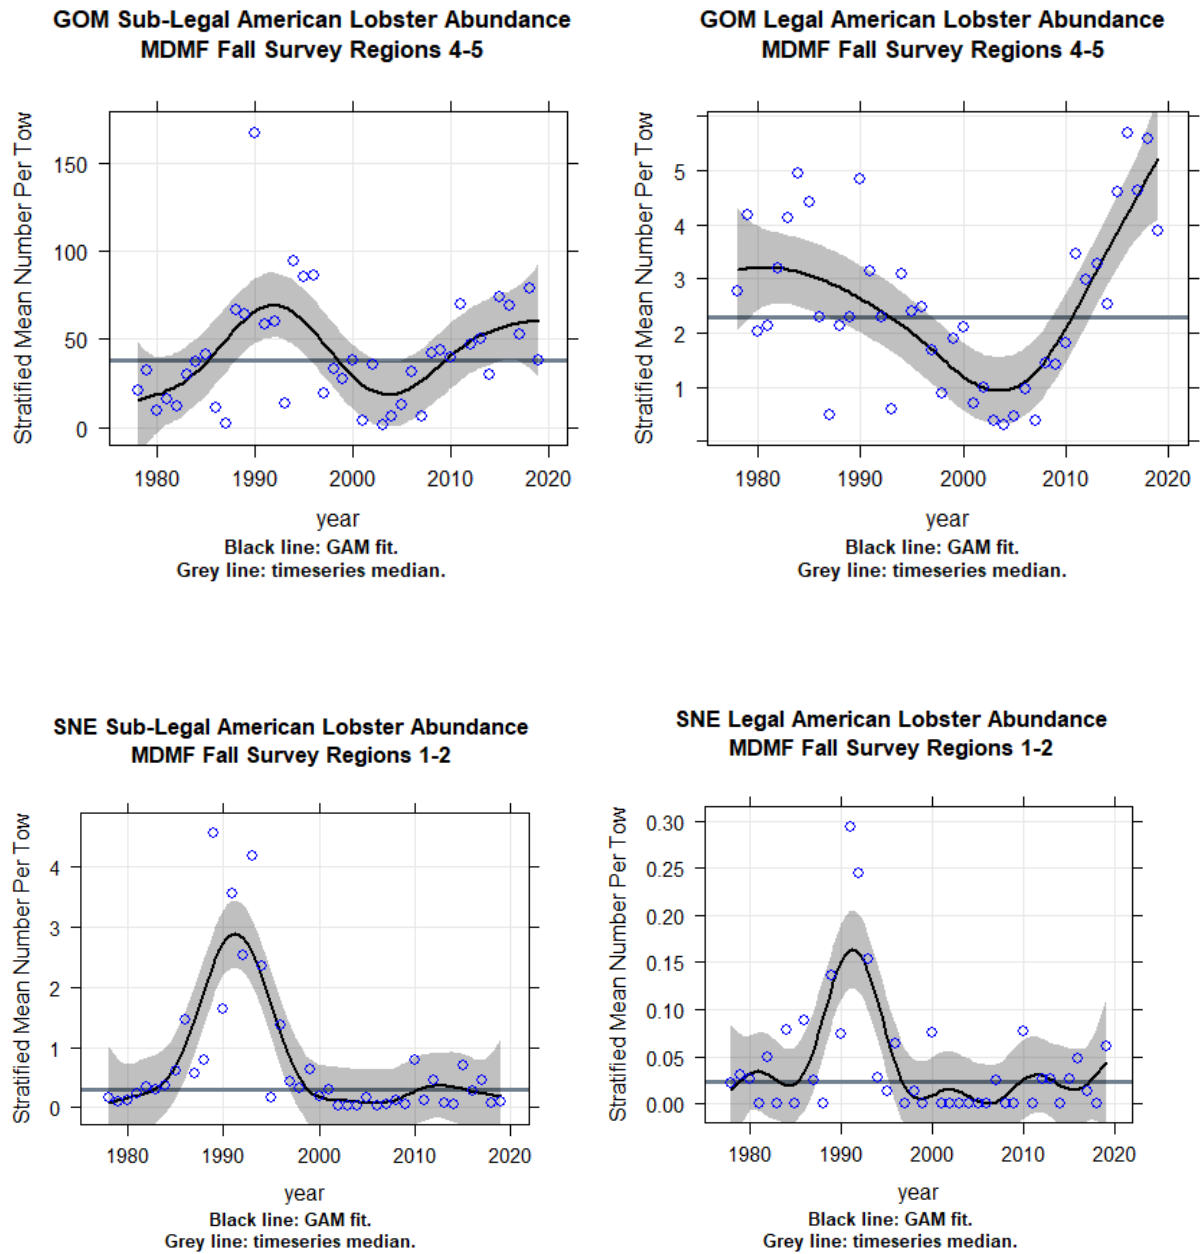 GOM Sub-Legal American Lobster Abundance
MDMF Fall Survey Regions 4-5
Stratified Mean Number Per Tow
150
100
50
0
1980 1990 2000 2010 2020
year
Black line: GAM fit.
Grey line: timeseries median.
GOM Legal American Lobster Abundance
MDMF Fall Survey Regions 4-5
Stratified Mean Number Per Tow
5
4
3
2
1
1980 1990 2000 2010 2020
year
Black line: GAM fit.
Grey line: timeseries median.
SNE Sub-Legal American Lobster Abundance
MDMF Fall Survey Regions 1-2
Stratified Mean Number Per Tow
4
3
2
1
0
1980 1990 2000 2010 2020
year
Black line: GAM fit.
Grey line: timeseries median.
SNE Legal American Lobster Abundance
MDMF Fall Survey Regions 1-2
Stratified Mean Number Per Tow
0.30
0.25
0.20
0.15
0.10
0.05
0.00
1980 1990 2000 2010 2020
year
Black line: GAM fit.
Grey line: timeseries median.